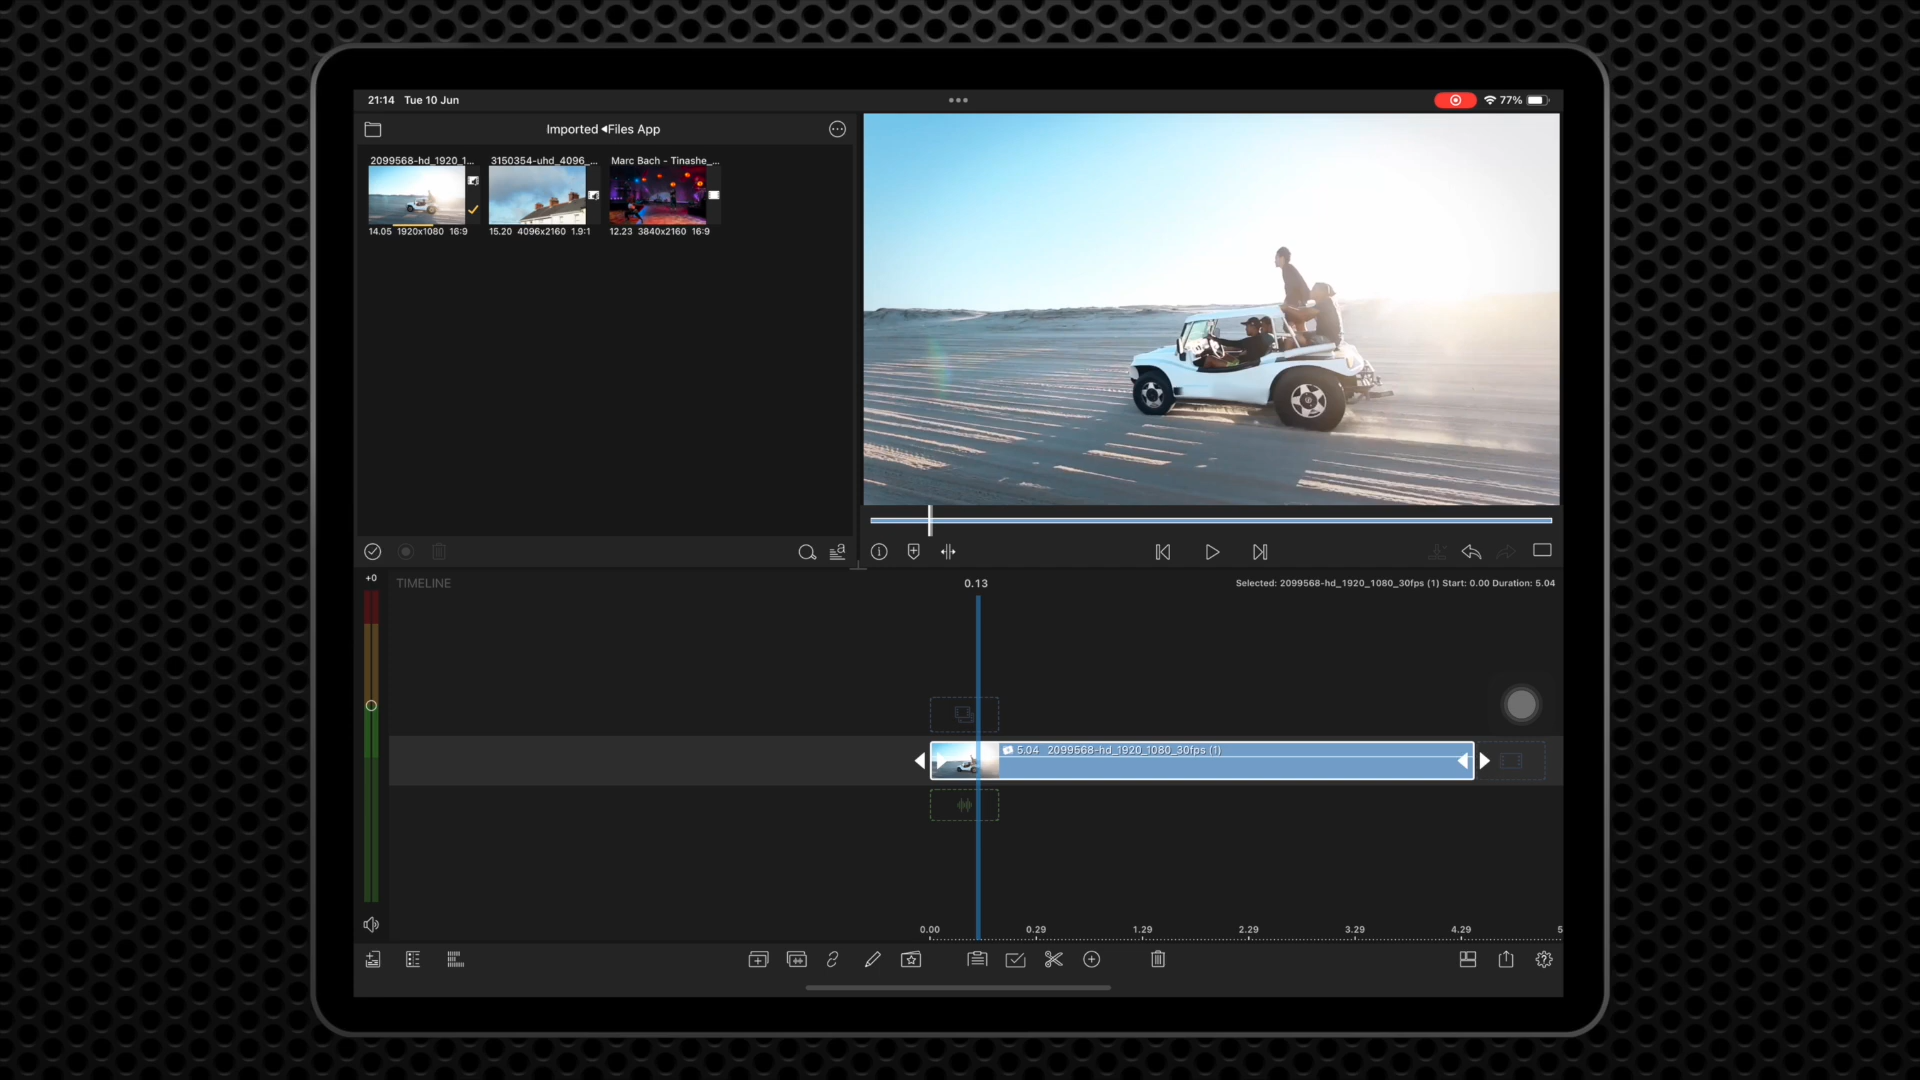 21:14 Tue 10 Jun
77%
Imported ◂Files App
2099568-hd_1920_1...
3150354-uhd_4096_...
Marc Bach - Tinashe_...
14.05 1920x1080 16:9
15.20 4096x2160 1.9:1
12.23 3840x2160 16:9
+0
TIMELINE
0.13
Selected: 2099568-hd_1920_1080_30fps (1) Start: 0.00 Duration: 5.04
5.04 2099568-hd_1920_1080_30fps (1)
0.00 0.29 1.29 2.29 3.29 4.29 5